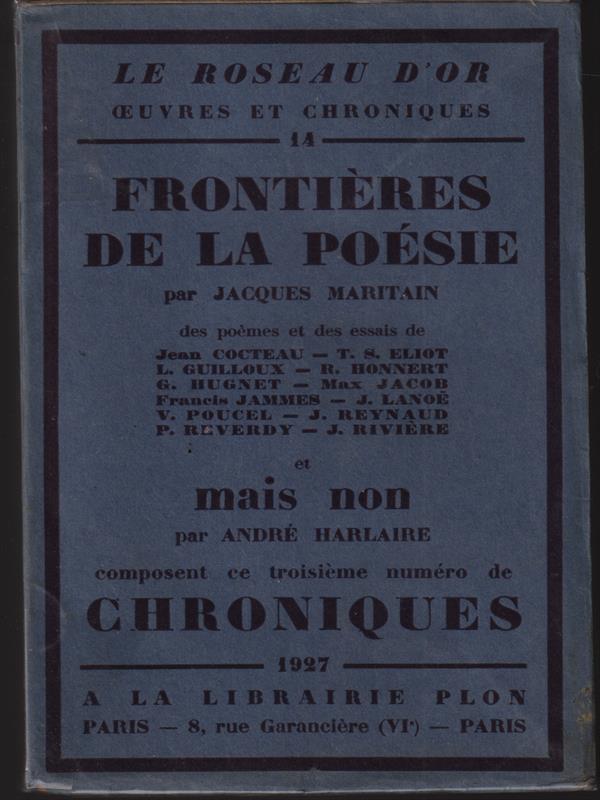 LE ROSEAU D'OR
ŒUVRES ET CHRONIQUES
14
FRONTIÈRES
DE LA POÉSIE
par JACQUES MARITAIN
des poèmes et des essais de
Jean COCTEAU — T. S. ELIOT
L. GUILLOUX — R. HONNERT
G. HUGNET — Max JACOB
Francis JAMMES — J. LANOË
V. POUCEL — J. REYNAUD
P. REVERDY — J. RIVIÈRE
et
mais non
par ANDRÉ HARLAIRE
composent ce troisième numéro de
CHRONIQUES
1927
A LA LIBRAIRIE PLON
PARIS — 8, rue Garancière (VIe) — PARIS